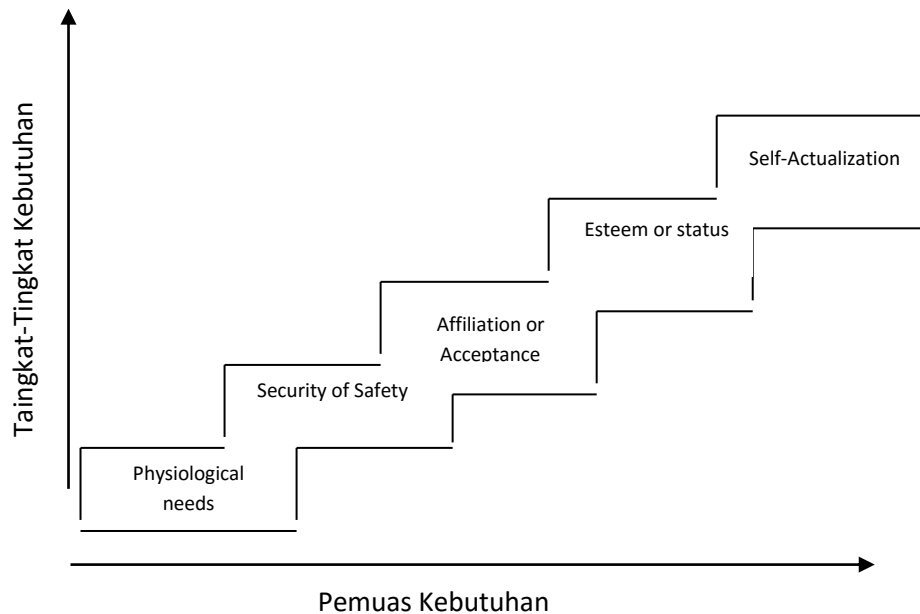 Self-Actualization
Esteem or status
Affiliation or
Acceptance
Security of Safety
Physiological
needs
Taingkat-Tingkat Kebutuhan
Pemuas Kebutuhan